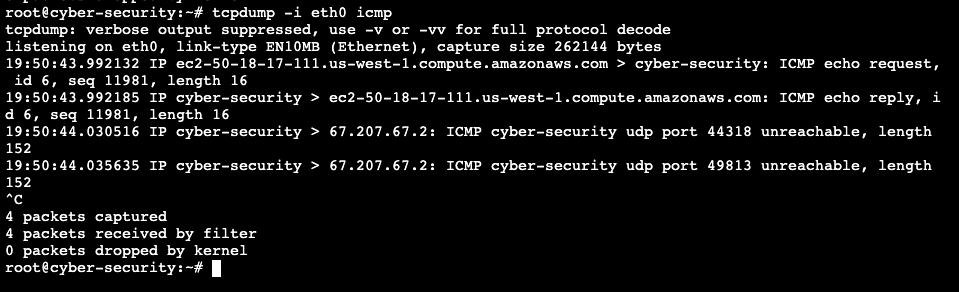 root@cyber-security:~# tcpdump -i eth0 icmp
tcpdump: verbose output suppressed, use -v or -vv for full protocol decode
listening on eth0, link-type EN10MB (Ethernet), capture size 262144 bytes
19:50:43.992132 IP ec2-50-18-17-111.us-west-1.compute.amazonaws.com > cyber-security: ICMP echo request,
 id 6, seq 11981, length 16
19:50:43.992185 IP cyber-security > ec2-50-18-17-111.us-west-1.compute.amazonaws.com: ICMP echo reply, i
d 6, seq 11981, length 16
19:50:44.030516 IP cyber-security > 67.207.67.2: ICMP cyber-security udp port 44318 unreachable, length
152
19:50:44.035635 IP cyber-security > 67.207.67.2: ICMP cyber-security udp port 49813 unreachable, length
152
^C
4 packets captured
4 packets received by filter
0 packets dropped by kernel
root@cyber-security:~#